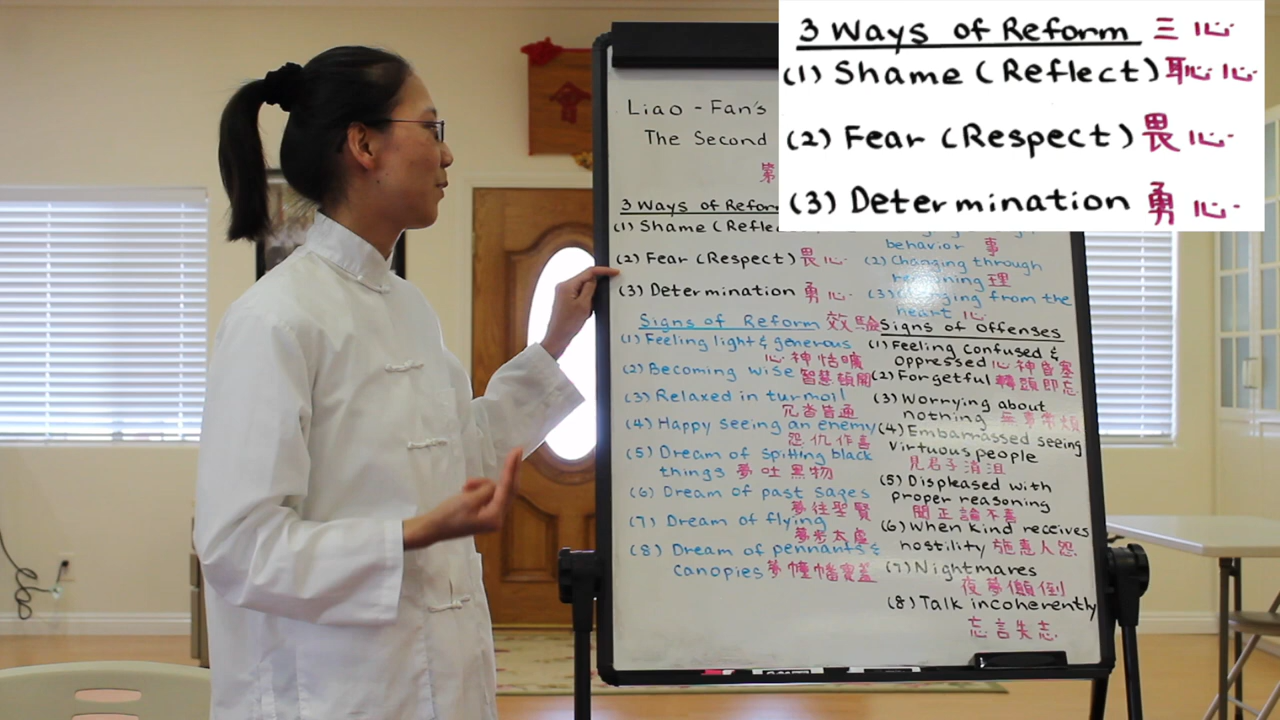 3 Ways of Reform 三心
(1) Shame (Reflect) 恥心
(2) Fear (Respect) 畏心
(3) Determination 勇心
Liao-Fan's
The Second
第
3 Ways of Refor
(1) Shame (Refle
(2) Fear (Respect) 畏心
(3) Determination 勇心
behavior 事
(2) Changing through
reasoning 理
(3) Changing from the
heart 心
Signs of Reform 效驗
(1) Feeling light & generous
心神恬曠
(2) Becoming wise 智慧頓開
(3) Relaxed in turmoil
冗沓皆通
(4) Happy seeing an enemy
怨仇作喜
(5) Dream of spitting black
things 夢吐黑物
(6) Dream of past sages
夢往聖賢
(7) Dream of flying
夢步太虛
(8) Dream of pennants &
canopies 夢幢幡寶蓋
Signs of Offenses
(1) Feeling confused &
oppressed 心神昏塞
(2) Forgetful 轉頭即忘
(3) Worrying about
nothing 無事常煩
(4) Embarrassed seeing
virtuous people
見君子消沮
(5) Displeased with
proper reasoning
聞正論不喜
(6) When kind receives
hostility 施惠人怨
(7) Nightmares
夜夢顛倒
(8) Talk incoherently
忘言失志